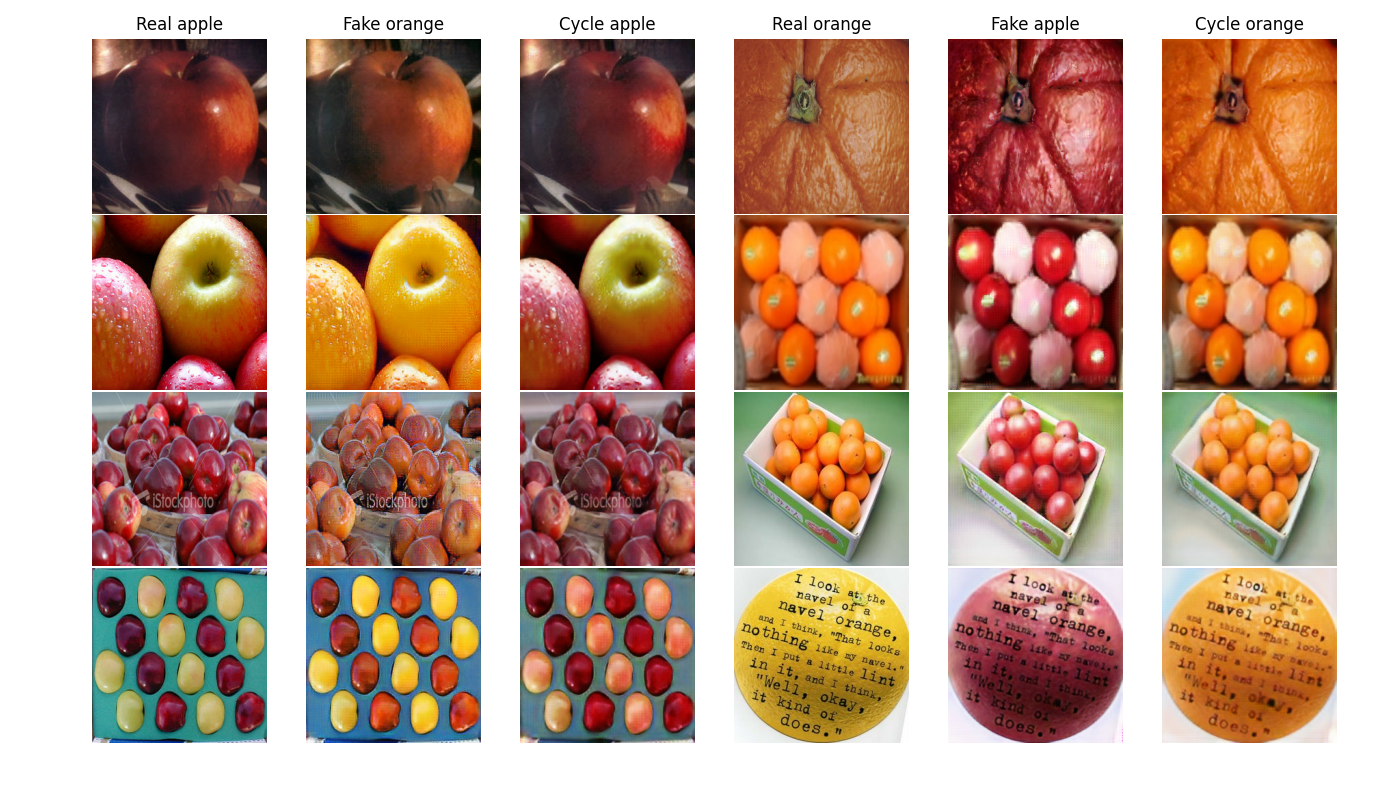 Real apple
Fake orange
Cycle apple
Real orange
Fake apple
Cycle orange
iStockphoto
iStockphoto
iStockphoto
I look at the
navel of a
navel orange,
and I think, "That looks
nothing like my navel."
Then I put a little lint
in it, and I think,
"Well, okay,
it kind of
does."
I look at the
navel of a
navel orange,
and I think, "That looks
nothing like my navel."
Then I put a little lint
in it, and I think,
"Well, okay,
it kind of
does."
I look at the
navel of a
navel orange,
and I think, "That looks
nothing like my navel."
Then I put a little lint
in it, and I think,
"Well, okay,
it kind of
does."